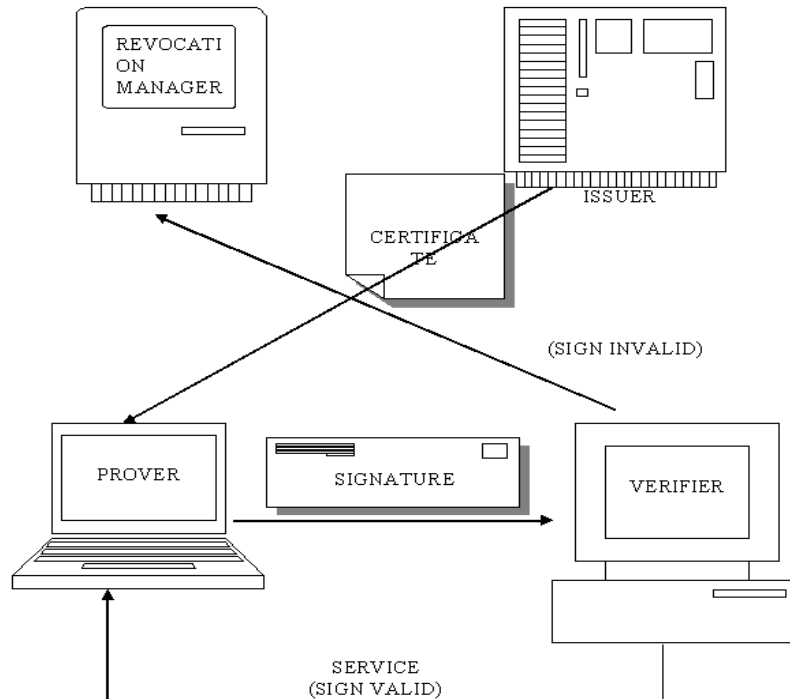 REVOCATI
ON
MANAGER
ISSUER
CERTIFICA
TE
(SIGN INVALID)
PROVER
SIGNATURE
VERIFIER
SERVICE
(SIGN VALID)